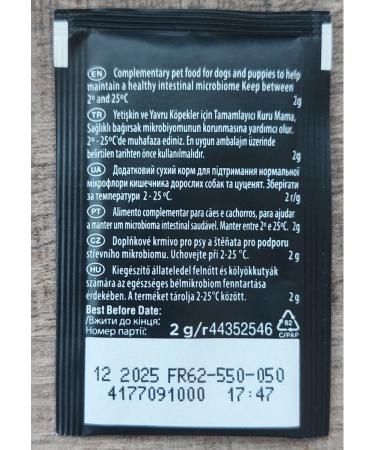 EN Complementary pet food for dogs and puppies to help
maintain a healthy intestinal microbiome Keep between
2º and 25ºC 2g
TR Yetişkin ve Yavru Köpekler için Tamamlayıcı Kuru Mama,
Sağlıklı bağırsak mikrobiyomunun korunmasına yardımcı olur.
2º - 25ºC'de muhafaza ediniz. En uygun ambalajın üzerinde
belirtilen tarihten önce kullanılmalıdır. 2g
UA Додатковий сухий корм для підтримання нормальної
мікрофлори кишечника дорослих собак та цуценят. Зберігати
за температури 2 - 25ºC. 2 г/g
PT Alimento complementar para cães e cachorros, para ajudar
a manter um microbioma intestinal saudável. Manter entre 2º e 25ºC. 2g
CZ Doplňkové krmivo pro psy a štěňata pro podporu
střevního mikrobiomu. Uchovejte při 2-25 ºC. 2 g
HU Kiegészítő állateledel felnőtt és kölyökkutyák
számára az egészséges bélmikrobiom fenntartása
érdekében. A terméket tárolja 2-25ºC között. 2 g
Best Before Date:
/Вжити до кінця:
Номер партії: 2 g/г44352546
82
C/PAP
12 2025 FR62-550-050
4177091000 17:47